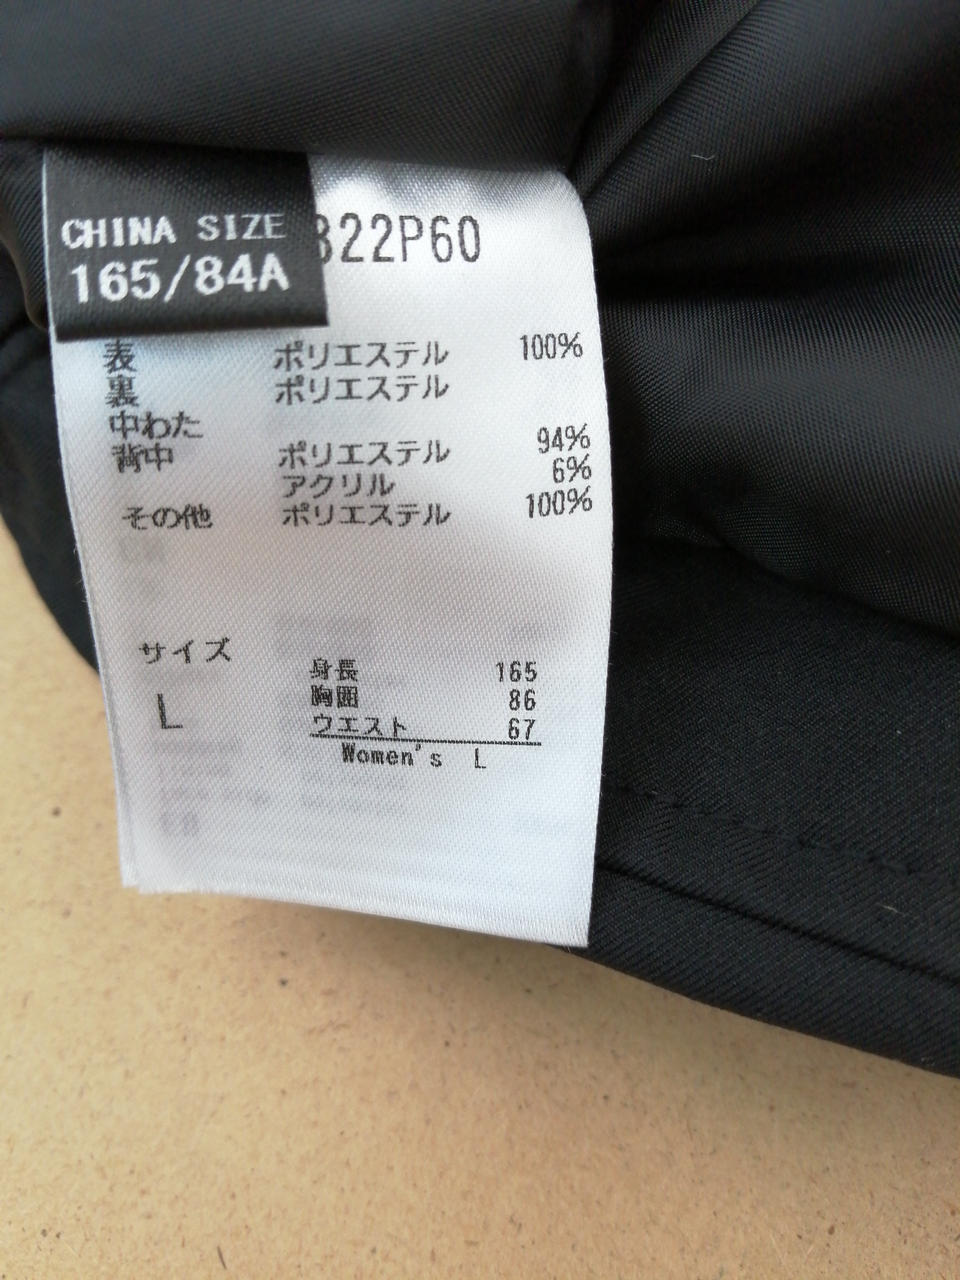 CHINA SIZE
165/84A
822P60
表 ポリエステル 100%
裏 ポリエステル
中わた
背中 ポリエステル 94%
アクリル 6%
その他 ポリエステル 100%
サイズ
L
身長 165
胸囲 86
ウエスト 67
Women's L